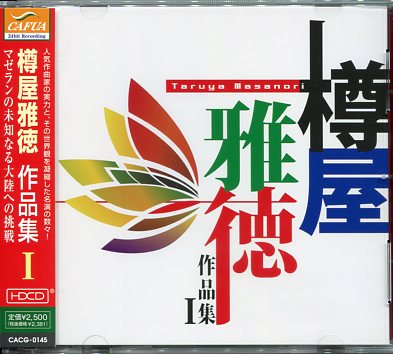 CAFUA
24bit Recording
人気作曲家の実力と、その世界観を凝縮した名演の数々!
樽屋雅徳 作品集 I
マゼランの未知なる大陸への挑戦
HDCD®
定価¥2,500
(税抜価格¥2,381)
CACG-0145
Taruya Masanori
樽屋
雅徳
作品集
I